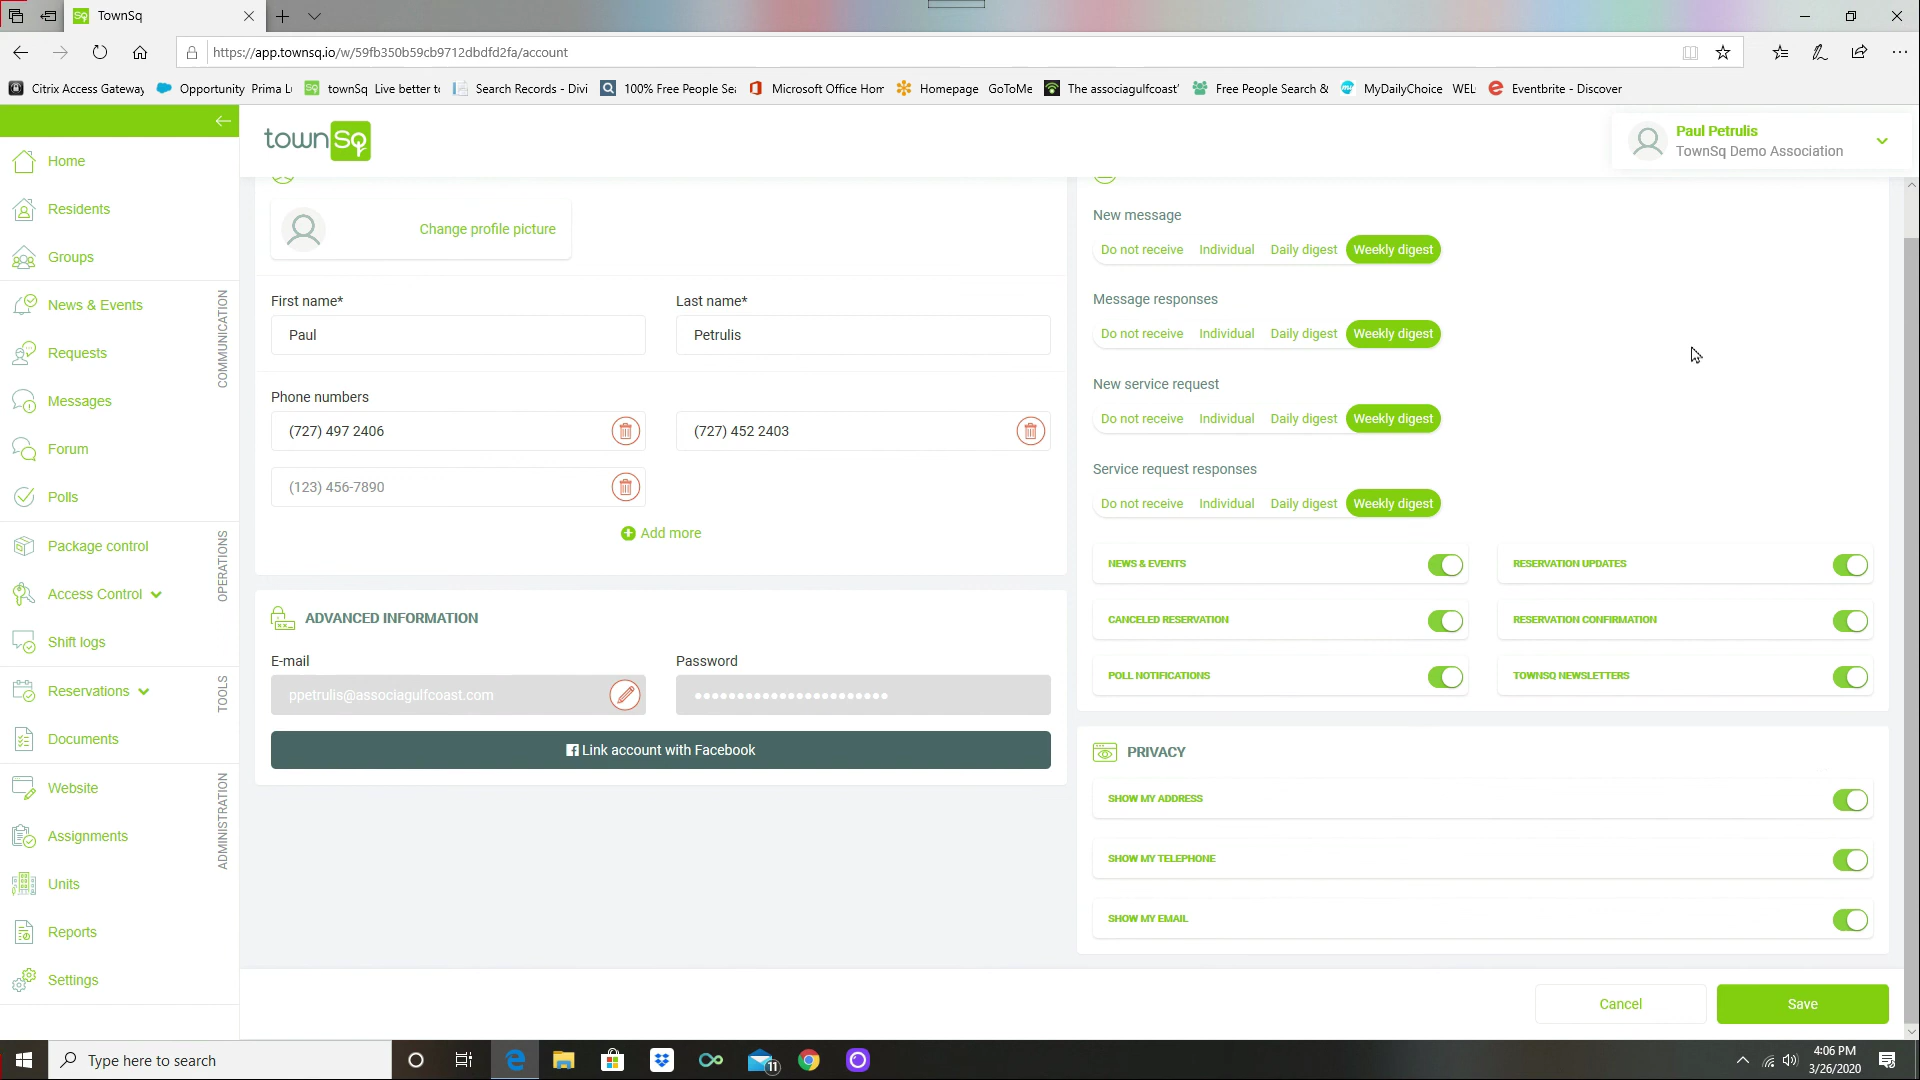 TownSq
https://app.townsq.io/w/59fb350b59cb9712dbdfd2fa/account
Citrix Access Gateway
Opportunity Prima Li
townSq Live better to
Search Records - Divi
100% Free People Sea
Microsoft Office Hom
Homepage GoToMe
The associagulfcoast'
Free People Search &
MyDailyChoice WEL
Eventbrite - Discover
townSq
Paul Petrulis
TownSq Demo Association
Home
Residents
Groups
News & Events
Requests
Messages
Forum
Polls
COMMUNICATION
Package control
Access Control
Shift logs
OPERATIONS
Reservations
Documents
TOOLS
Website
Assignments
Units
Reports
Settings
ADMINISTRATION
Change profile picture
First name*
Last name*
Paul
Petrulis
Phone numbers
(727) 497 2406
(727) 452 2403
(123) 456-7890
Add more
ADVANCED INFORMATION
E-mail
Password
ppetrulis@associagulfcoast.com
Link account with Facebook
New message
Do not receive Individual Daily digest Weekly digest
Message responses
Do not receive Individual Daily digest Weekly digest
New service request
Do not receive Individual Daily digest Weekly digest
Service request responses
Do not receive Individual Daily digest Weekly digest
NEWS & EVENTS
RESERVATION UPDATES
CANCELED RESERVATION
RESERVATION CONFIRMATION
POLL NOTIFICATIONS
TOWNSQ NEWSLETTERS
PRIVACY
SHOW MY ADDRESS
SHOW MY TELEPHONE
SHOW MY EMAIL
Cancel
Save
Type here to search
11
4:06 PM
3/26/2020